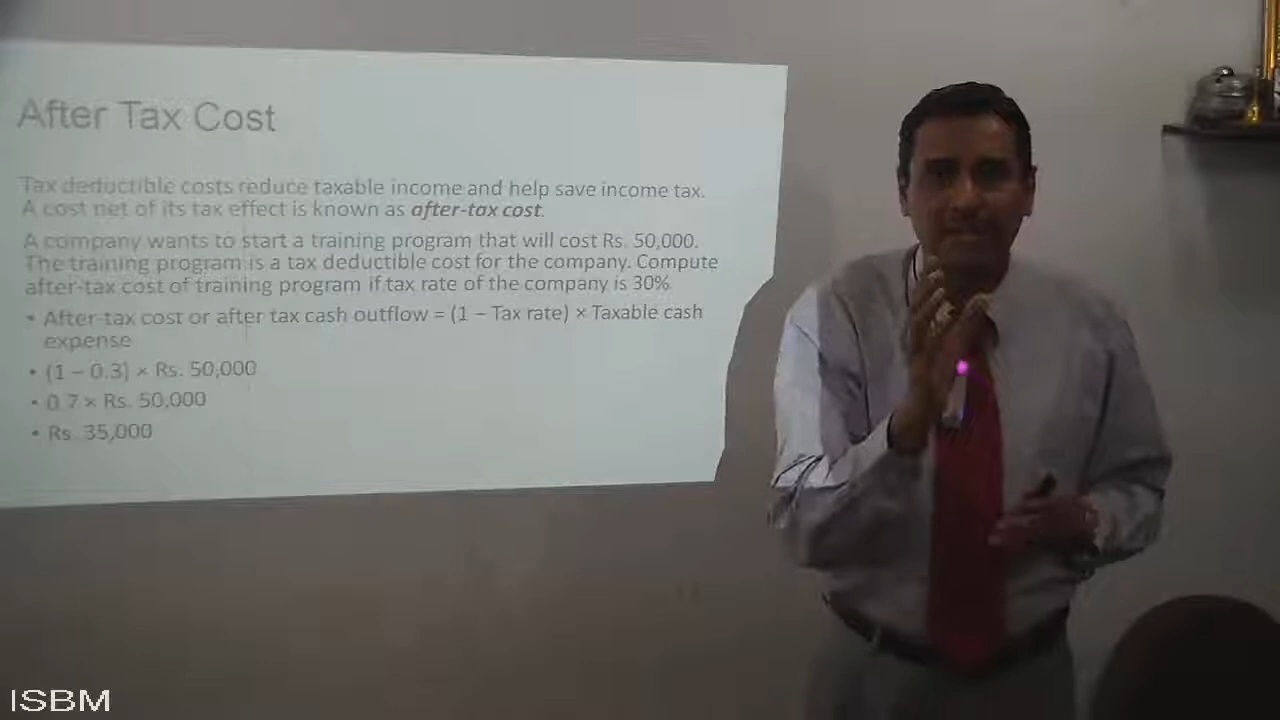 After Tax Cost
Tax deductible costs reduce taxable income and help save income tax.
A cost net of its tax effect is known as after-tax cost.
A company wants to start a training program that will cost Rs. 50,000.
The training program is a tax deductible cost for the company. Compute
after-tax cost of training program if tax rate of the company is 30%
• After-tax cost or after tax cash outflow = (1 – Tax rate) × Taxable cash
expense
• (1 – 0.3) × Rs. 50,000
• 0.7 × Rs. 50,000
• Rs. 35,000
ISBM